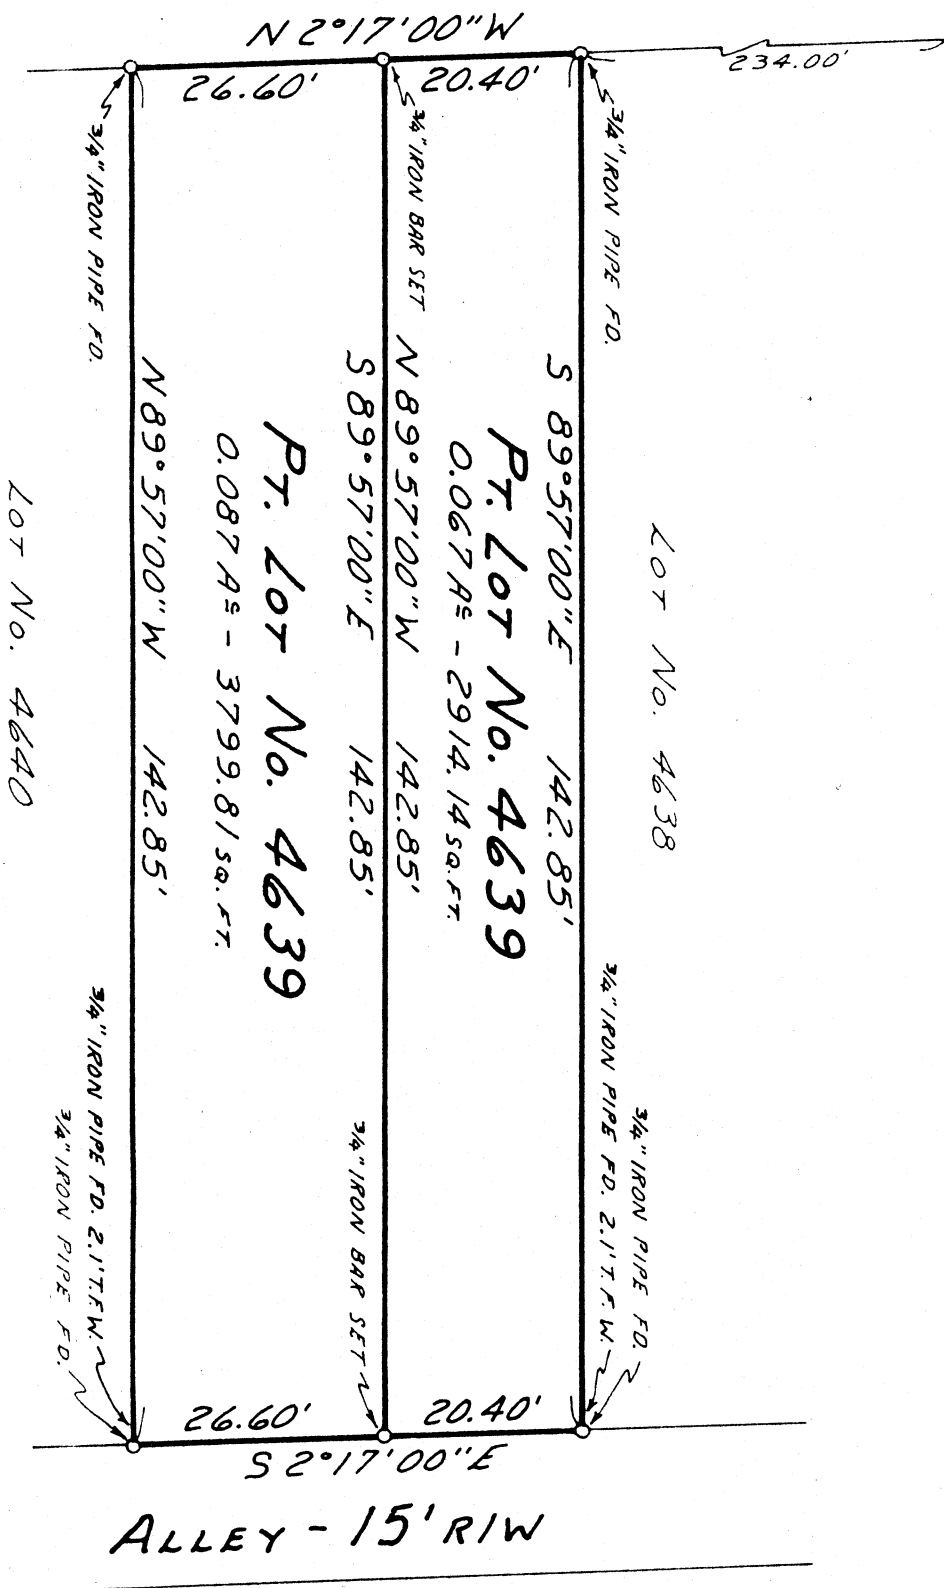 N 2°17'00"W
26.60'
20.40'
234.00'
3/4" IRON PIPE FD.
3/4" IRON BAR SET
3/4" IRON PIPE FD.
S 89°57'00"E 142.85'
Pt. Lot No. 4639
0.067 Ac - 2914.14 SQ.FT.
N 89°57'00"W 142.85'
S 89°57'00"E 142.85'
Pt. Lot No. 4639
0.087 Ac - 3799.81 SQ.FT.
N 89°57'00"W 142.85'
Lot No. 4638
Lot No. 4640
3/4" IRON PIPE FD.
3/4" IRON PIPE FD. 2.1'T.F.W.
3/4" IRON BAR SET
3/4" IRON PIPE FD. 2.1'T.F.W.
3/4" IRON PIPE FD.
26.60'
20.40'
S 2°17'00"E
ALLEY - 15' R/W